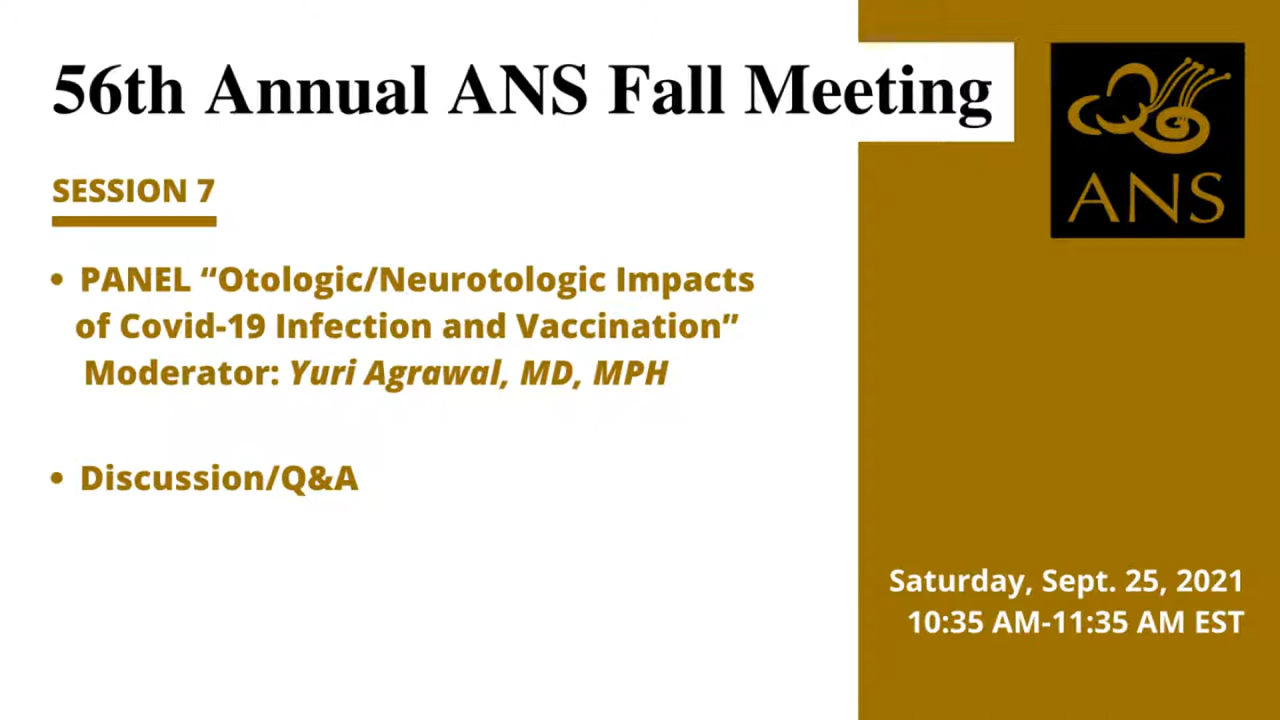 56th Annual ANS Fall Meeting
ANS
SESSION 7
• PANEL “Otologic/Neurotologic Impacts
of Covid-19 Infection and Vaccination”
Moderator: Yuri Agrawal, MD, MPH
• Discussion/Q&A
Saturday, Sept. 25, 2021
10:35 AM-11:35 AM EST